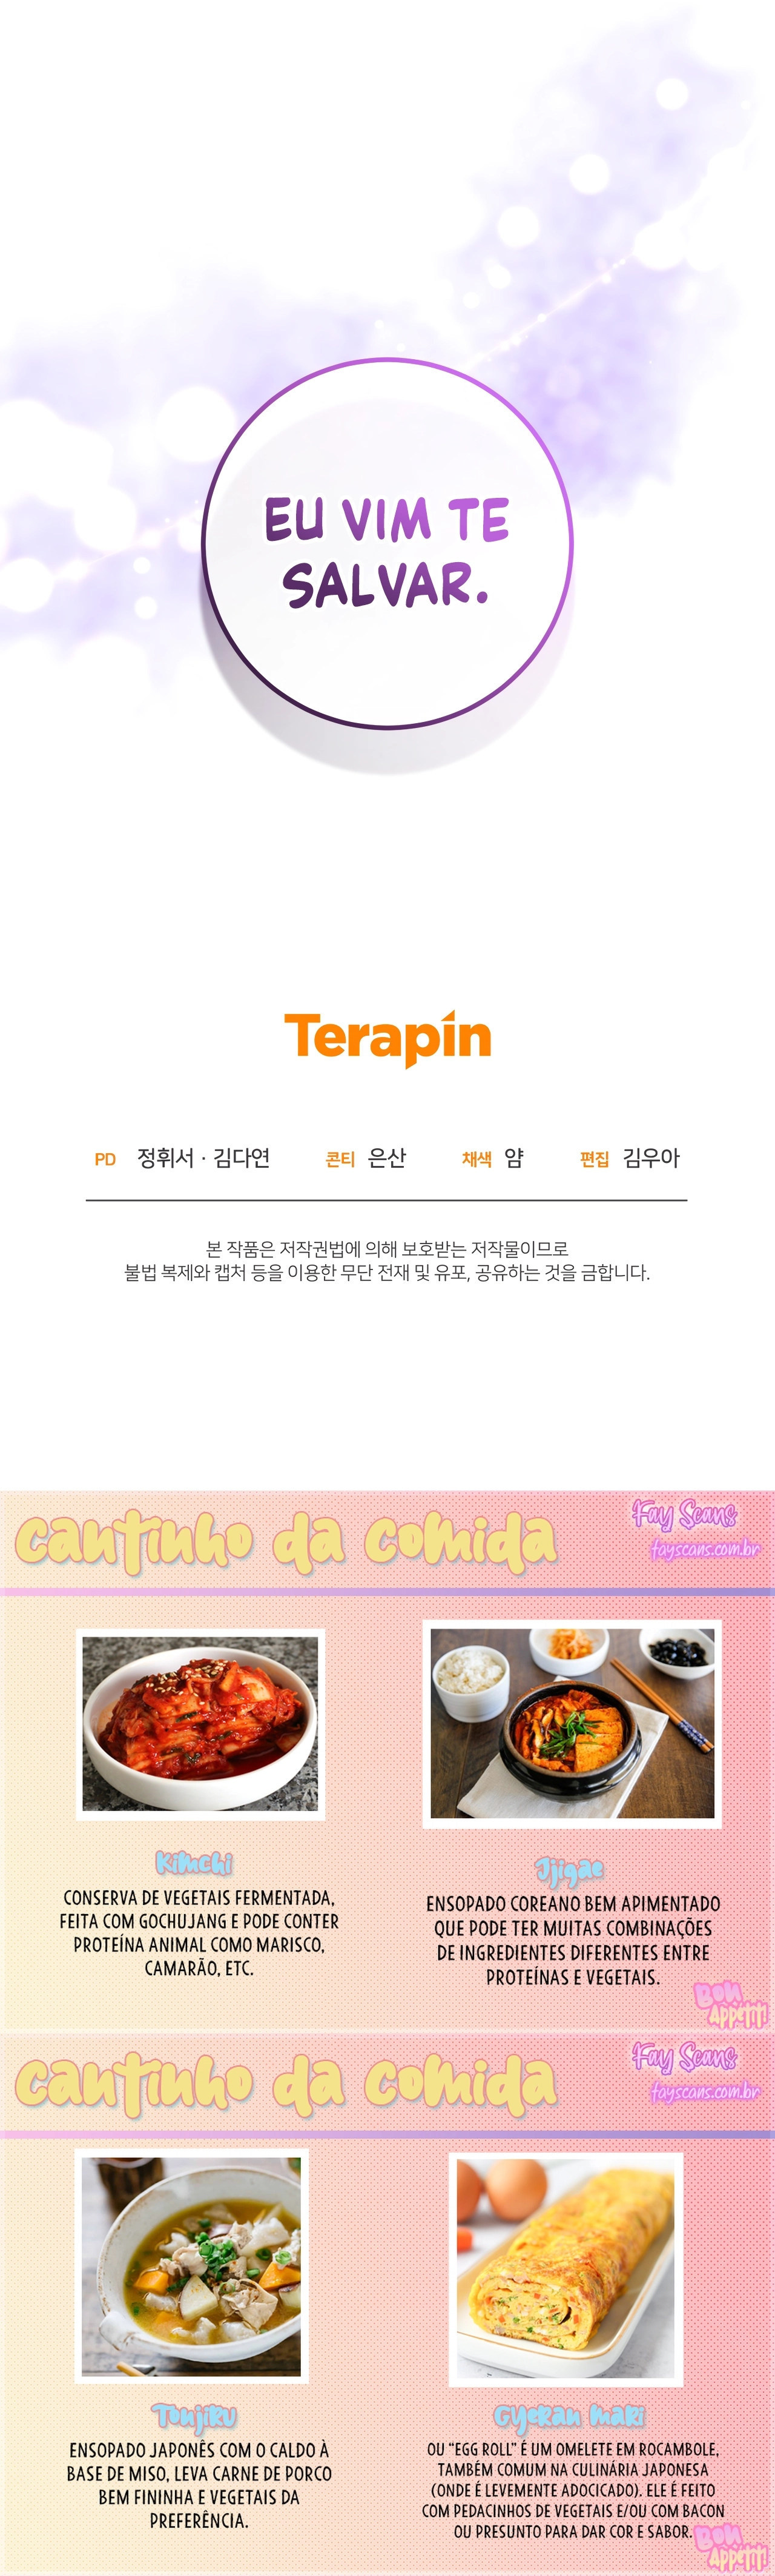 EU VIM TE
SALVAR.
Terapin
PD 정휘서 · 김다연 콘티 은산 채색 얌 편집 김우아
본 작품은 저작권법에 의해 보호받는 저작물이므로
불법 복제와 캡처 등을 이용한 무단 전재 및 유포, 공유하는 것을 금합니다.
cantinho da comida
Fay Scans
fayscans.com.br
Kimchi
CONSERVA DE VEGETAIS FERMENTADA,
FEITA COM GOCHUJANG E PODE CONTER
PROTEÍNA ANIMAL COMO MARISCO,
CAMARÃO, ETC.
Jjigae
ENSOPADO COREANO BEM APIMENTADO
QUE PODE TER MUITAS COMBINAÇÕES
DE INGREDIENTES DIFERENTES ENTRE
PROTEÍNAS E VEGETAIS.
Bon
Appetit!
cantinho da comida
Fay Scans
fayscans.com.br
Tonjiru
ENSOPADO JAPONÊS COM O CALDO À
BASE DE MISO, LEVA CARNE DE PORCO
BEM FININHA E VEGETAIS DA
PREFERÊNCIA.
Gyeran mari
OU “EGG ROLL” É UM OMELETE EM ROCAMBOLE,
TAMBÉM COMUM NA CULINÁRIA JAPONESA
(ONDE É LEVEMENTE ADOCICADO). ELE É FEITO
COM PEDACINHOS DE VEGETAIS E/OU COM BACON
OU PRESUNTO PARA DAR COR E SABOR.
Bon
Appetit!